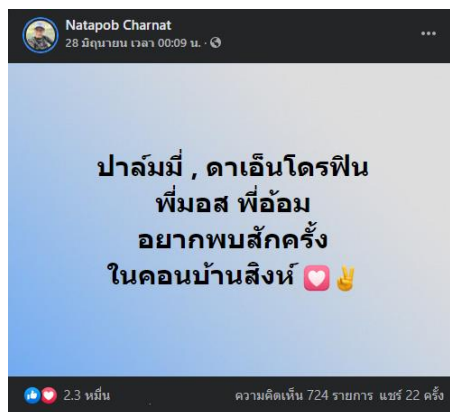 Natapob Charnat
28 มิถุนายน เวลา 00:09 น. ·
ปาล์มมี่ , ดาเอ็นโดรฟิน
พี่มอส พี่อ้อม
อยากพบสักครั้ง
ในคอนบ้านสิงห์ 💟✌️
2.3 หมื่น ความคิดเห็น 724 รายการ แชร์ 22 ครั้ง